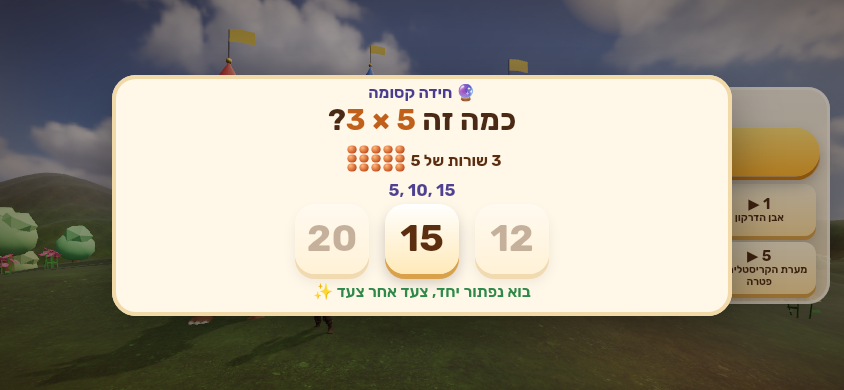 🔮 חידה קסומה
כמה זה 5 × 3?
3 שורות של 5
5, 10, 15
12
15
20
בוא נפתור יחד, צעד אחר צעד ✨
1 ▶
אבן הדרקון
5 ▶
מערת הקריסטלי
פטרה